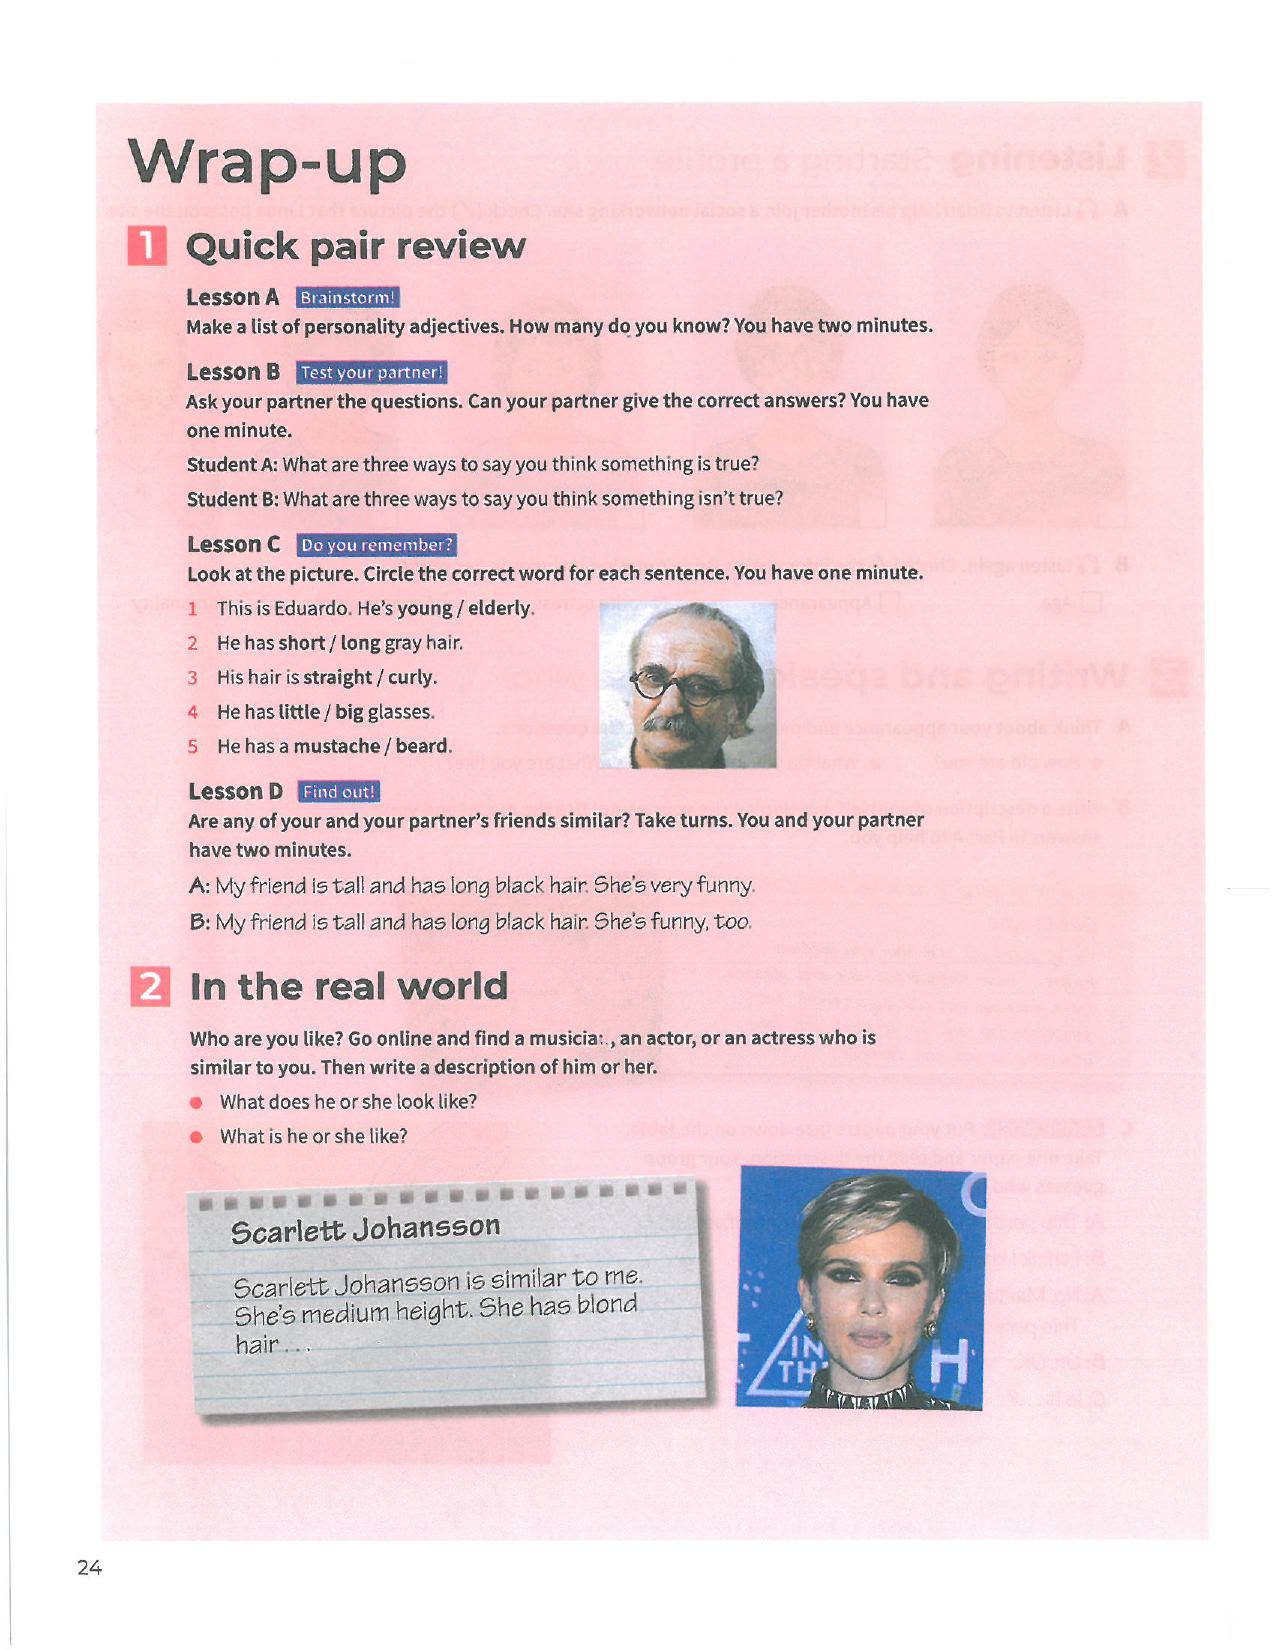 Wrap-up
1 Quick pair review
Lesson A Brainstorm!
Make a list of personality adjectives. How many do you know? You have two minutes.
Lesson B Test your partner!
Ask your partner the questions. Can your partner give the correct answers? You have
one minute.
Student A: What are three ways to say you think something is true?
Student B: What are three ways to say you think something isn't true?
Lesson C Do you remember?
Look at the picture. Circle the correct word for each sentence. You have one minute.
1 This is Eduardo. He's young / elderly.
2 He has short / long gray hair.
3 His hair is straight / curly.
4 He has little / big glasses.
5 He has a mustache / beard.
Lesson D Find out!
Are any of your and your partner's friends similar? Take turns. You and your partner
have two minutes.
A: My friend is tall and has long black hair. She's very funny.
B: My friend is tall and has long black hair. She's funny, too.
2 In the real world
Who are you like? Go online and find a musicia:., an actor, or an actress who is
similar to you. Then write a description of him or her.
• What does he or she look like?
• What is he or she like?
Scarlett Johansson
Scarlett Johansson is similar to me.
She's medium height. She has blond
hair . . .
IN
TH H
24